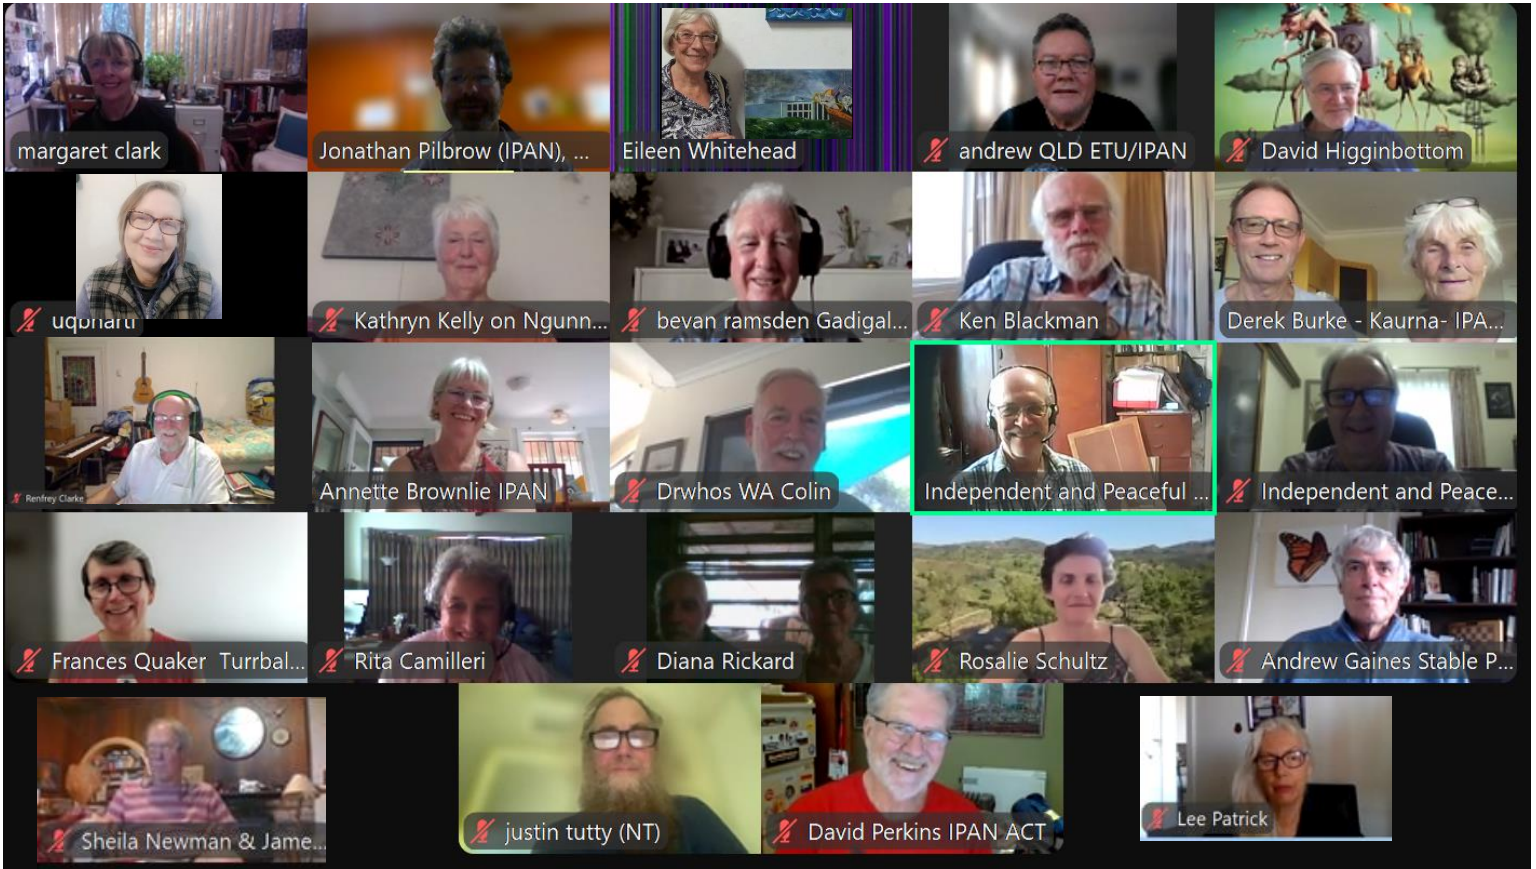 margaret clark
Jonathan Pilbrow (IPAN), ...
Eileen Whitehead
andrew QLD ETU/IPAN
David Higginbottom
uqbharti
Kathryn Kelly on Ngunn...
bevan ramsden Gadigal...
Ken Blackman
Derek Burke - Kaurna- IPA...
Renfrey Clarke
Annette Brownlie IPAN
Drwhos WA Colin
Independent and Peaceful ...
Independent and Peace...
Frances Quaker Turrbal...
Rita Camilleri
Diana Rickard
Rosalie Schultz
Andrew Gaines Stable P...
Sheila Newman & Jame...
justin tutty (NT)
David Perkins IPAN ACT
Lee Patrick